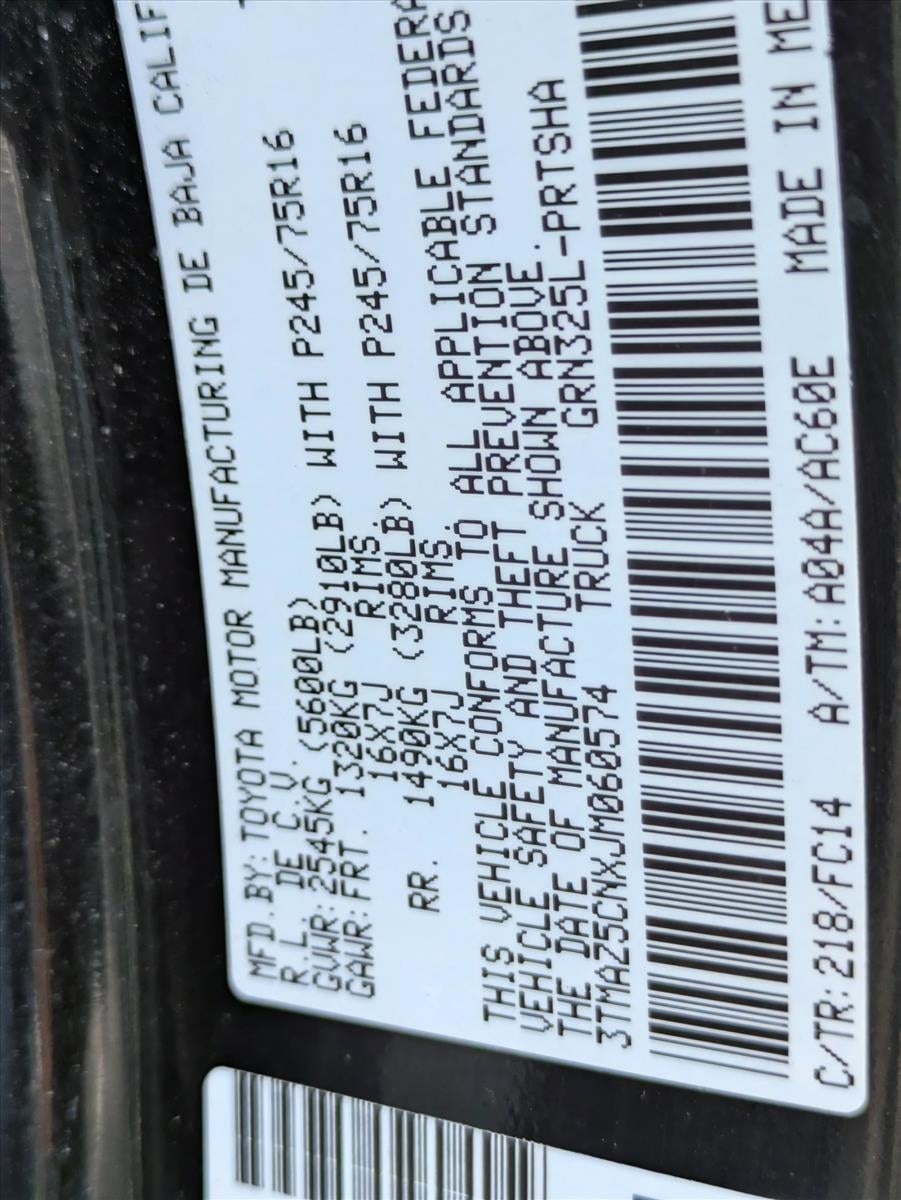 MFD.BY: TOYOTA MOTOR MANUFACTURING DE BAJA CALIF
R.L. DE C.V.
GVWR: 2545KG (5600LB)
GAWR: FRT. 1320KG (2910LB) WITH P245/75R16
16X7J RIMS.
RR. 1490KG (3280LB) WITH P245/75R16
16X7J RIMS.
THIS VEHICLE CONFORMS TO ALL APPLICABLE FEDERA
VEHICLE SAFETY AND THEFT PREVENTION STANDARDS
THE DATE OF MANUFACTURE SHOWN ABOVE.
3TMAZ5CNXJM060574 TRUCK GRN325L-PRTSHA
C/TR: 218/FC14 A/TM: A04A/AC60E MADE IN ME